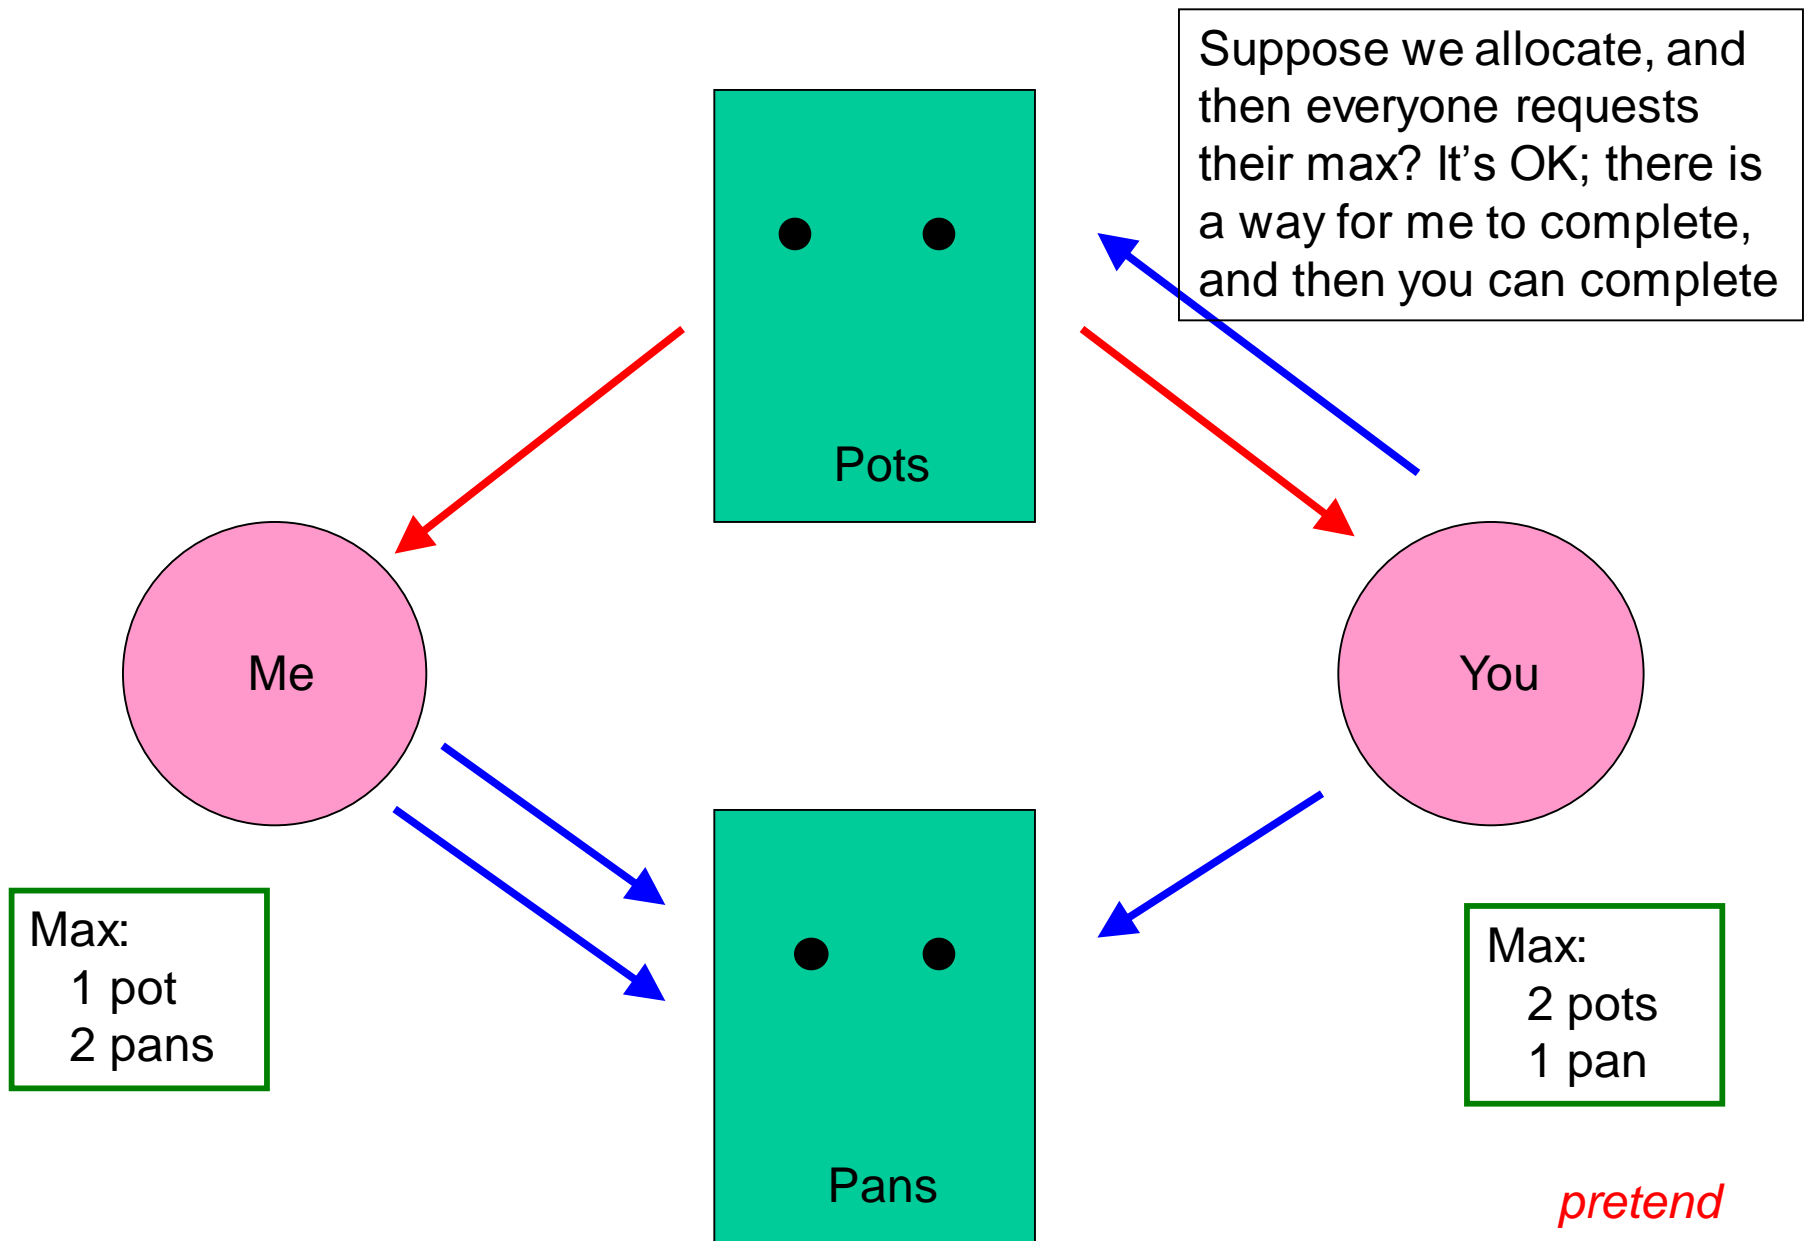 Suppose we allocate, and
then everyone requests
their max? It’s OK; there is
a way for me to complete,
and then you can complete
Pots
Me
You
Max:
1 pot
2 pans
Max:
2 pots
1 pan
Pans
pretend